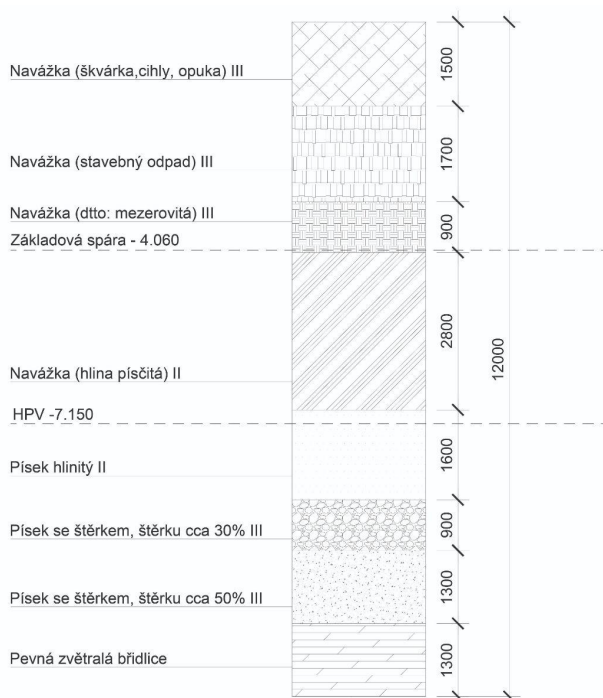 Navážka (škvárka,cihly, opuka) III
1500
Navážka (stavebný odpad) III
1700
Navážka (dtto: mezerovitá) III
900
Základová spára - 4.060
2800
12000
Navážka (hlina písčitá) II
HPV -7.150
1600
Písek hlinitý II
Písek se štěrkem, štěrku cca 30% III
900
Písek se štěrkem, štěrku cca 50% III
1300
Pevná zvětralá břidlice
1300